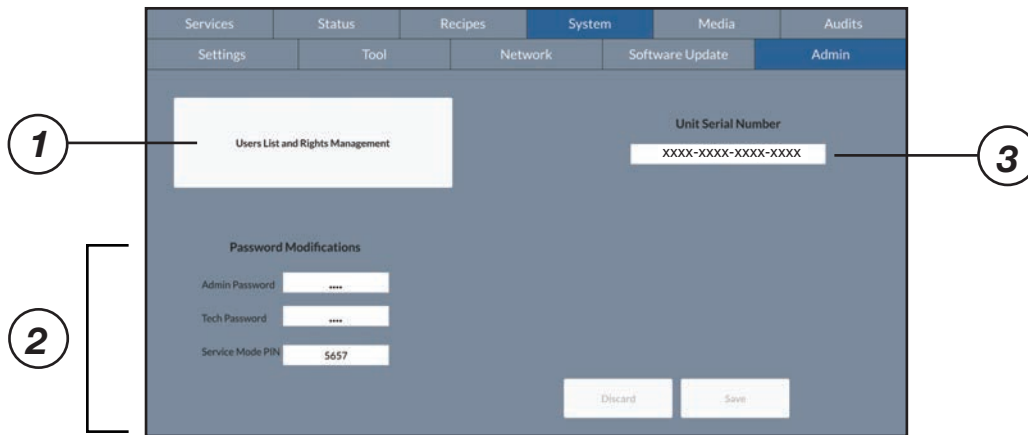 Services Status Recipes System Media Audits
Settings Tool Network Software Update Admin
1
Users List and Rights Management
Unit Serial Number
XXXX-XXXX-XXXX-XXXX
3
2
Password Modifications
Admin Password ....
Tech Password ....
Service Mode PIN 5657
Discard Save